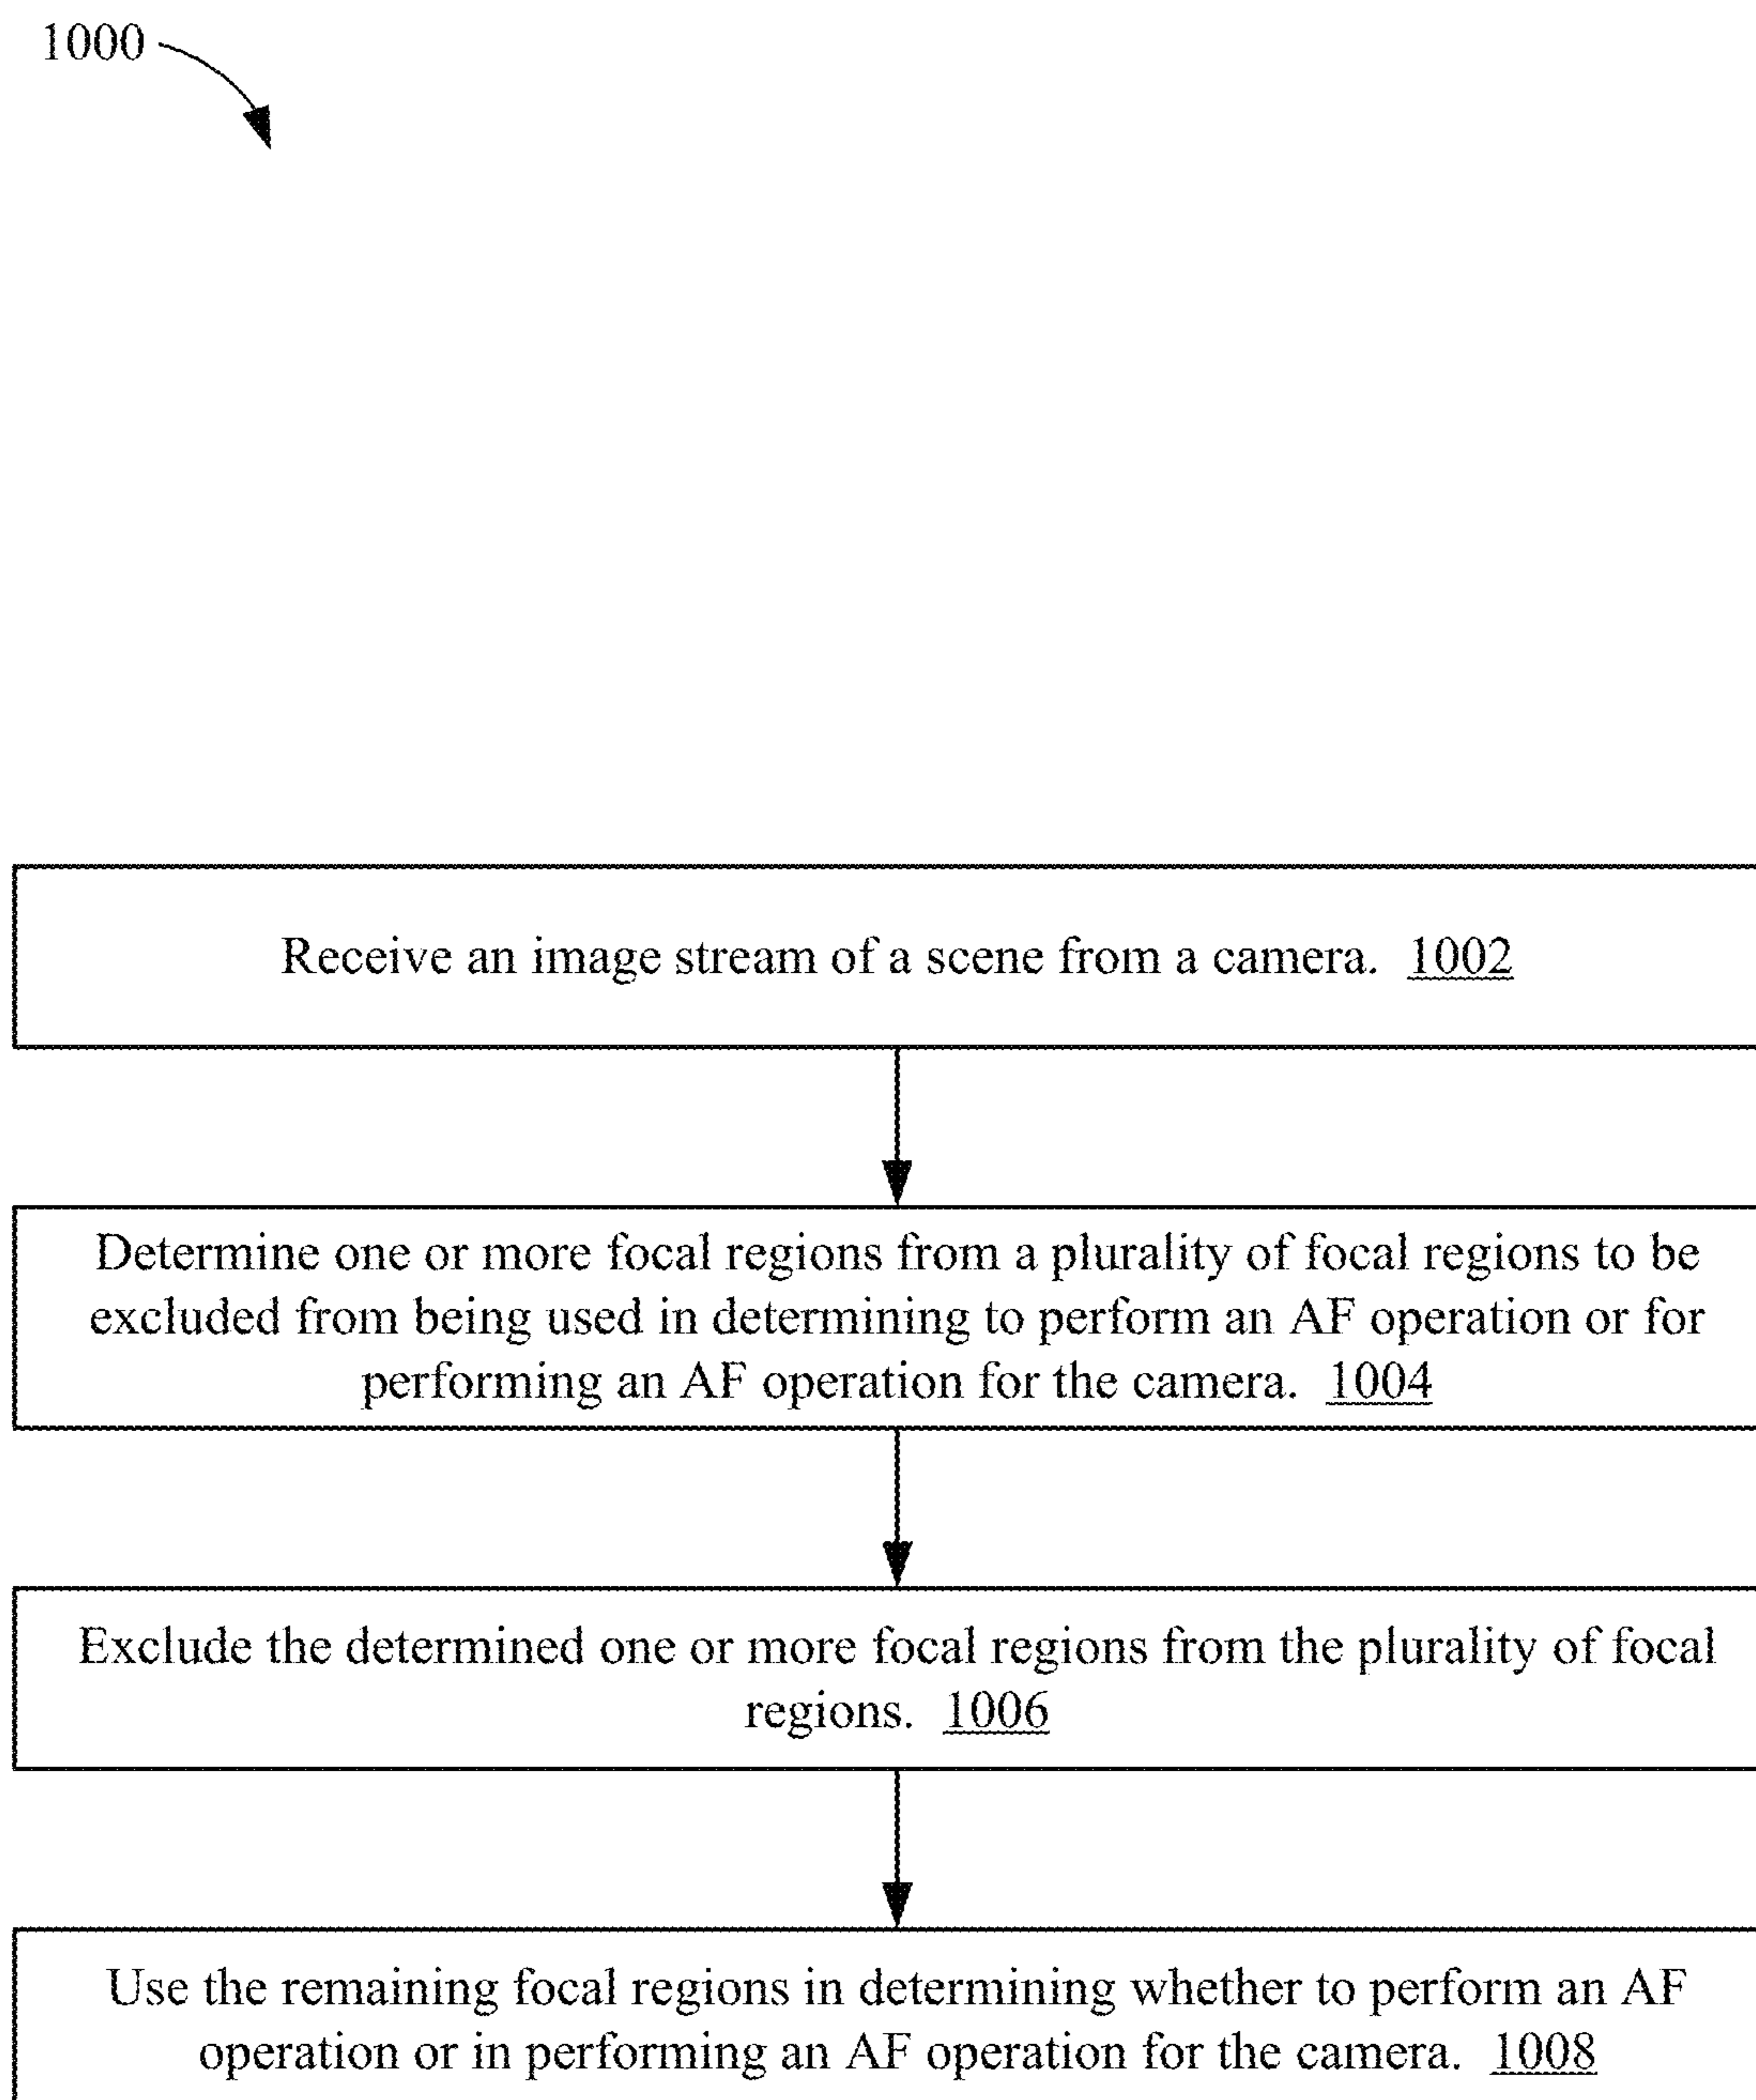 1000
Receive an image stream of a scene from a camera. 1002
Determine one or more focal regions from a plurality of focal regions to be
excluded from being used in determining to perform an AF operation or for
performing an AF operation for the camera. 1004
Exclude the determined one or more focal regions from the plurality of focal
regions. 1006
Use the remaining focal regions in determining whether to perform an AF
operation or in performing an AF operation for the camera. 1008